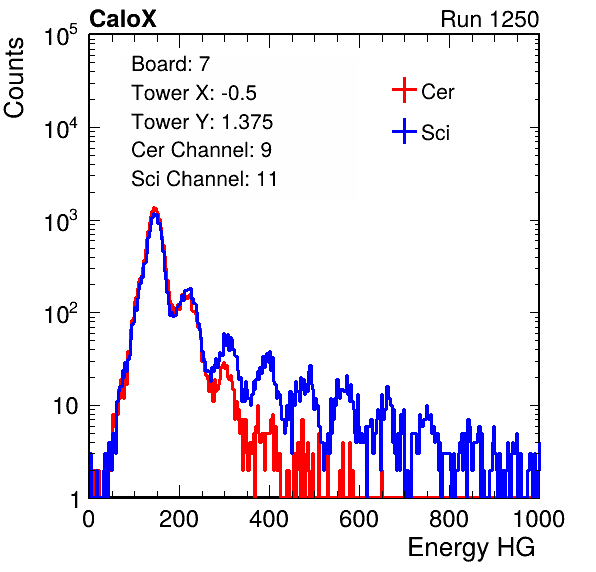 CaloX Run 1250
Counts
Board: 7
Tower X: -0.5
Tower Y: 1.375
Cer Channel: 9
Sci Channel: 11
Cer
Sci
10^5
10^4
10^3
10^2
10
1
0 200 400 600 800 1000
Energy HG